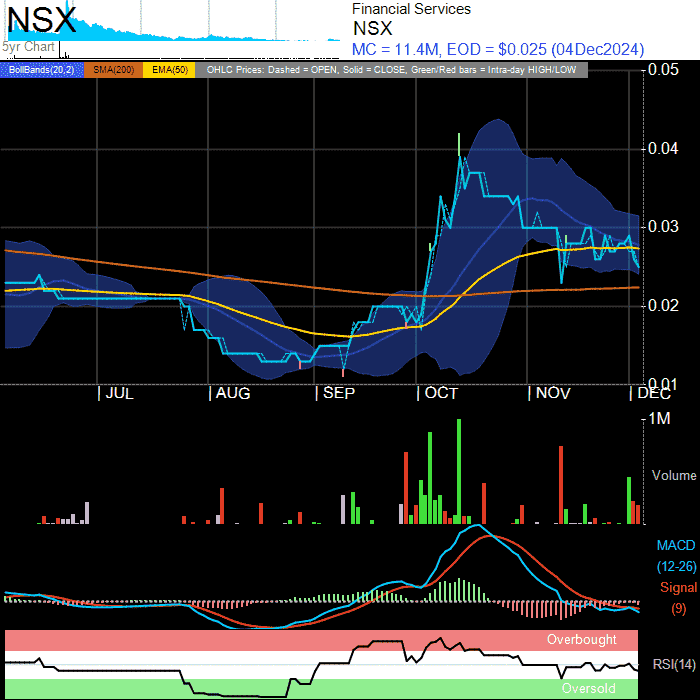 NSX
5yr Chart
Financial Services
NSX
MC = 11.4M, EOD = $0.025 (04Dec2024)
BollBands(20,2) SMA(200) EMA(50) OHLC Prices: Dashed = OPEN, Solid = CLOSE, Green/Red bars = Intra-day HIGH/LOW
0.05
0.04
0.03
0.02
0.01
| JUL | AUG | SEP | OCT | NOV | DEC
1M
Volume
MACD
(12-26)
Signal
(9)
Overbought
RSI(14)
Oversold